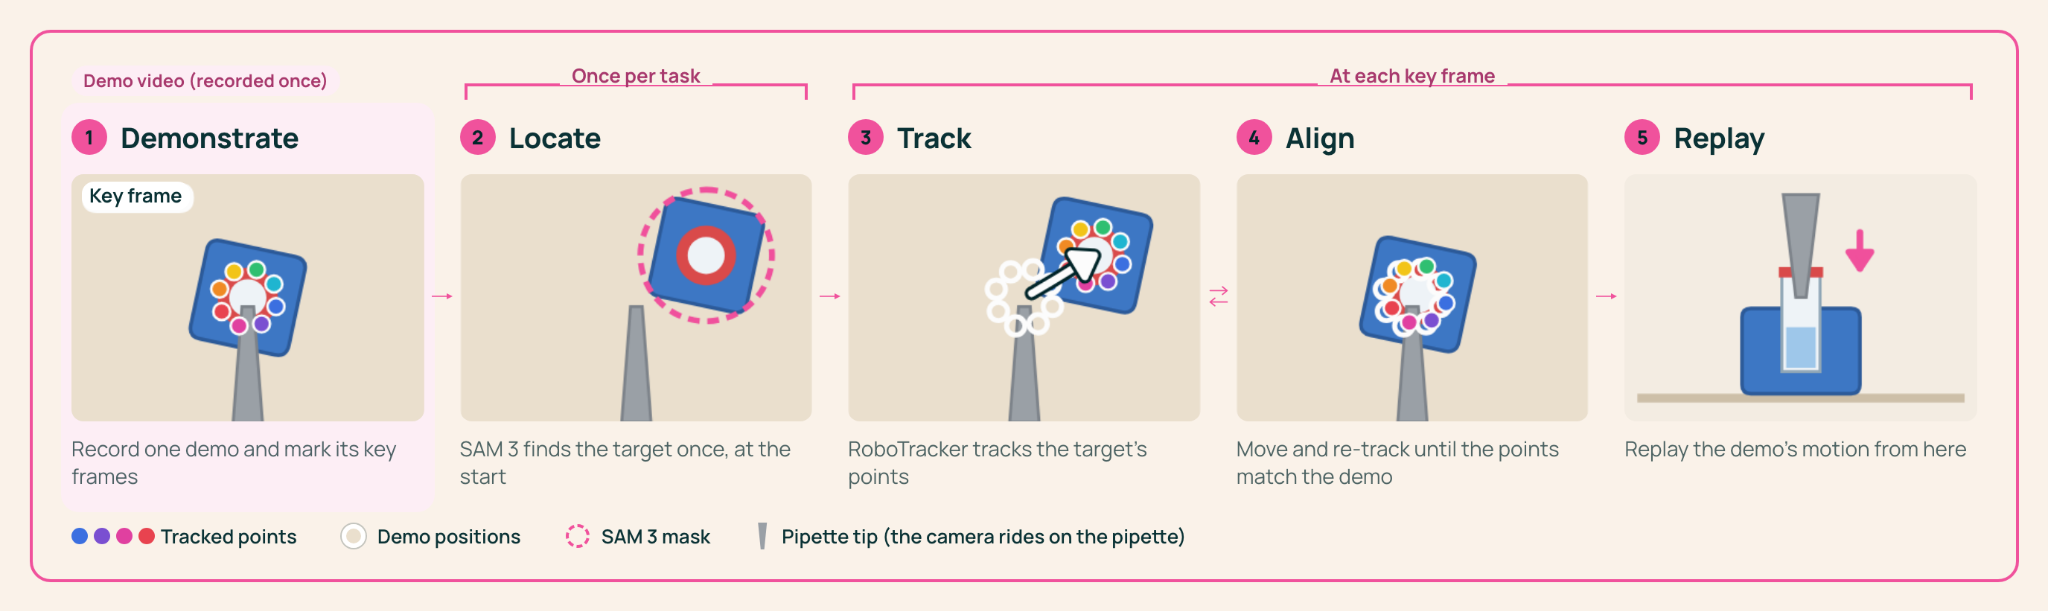 Demo video (recorded once)
Once per task
At each key frame
1 Demonstrate
2 Locate
3 Track
4 Align
5 Replay
Key frame
Record one demo and mark its key
frames
SAM 3 finds the target once, at the
start
RoboTracker tracks the target's
points
Move and re-track until the points
match the demo
Replay the demo's motion from here
Tracked points
Demo positions
SAM 3 mask
Pipette tip (the camera rides on the pipette)